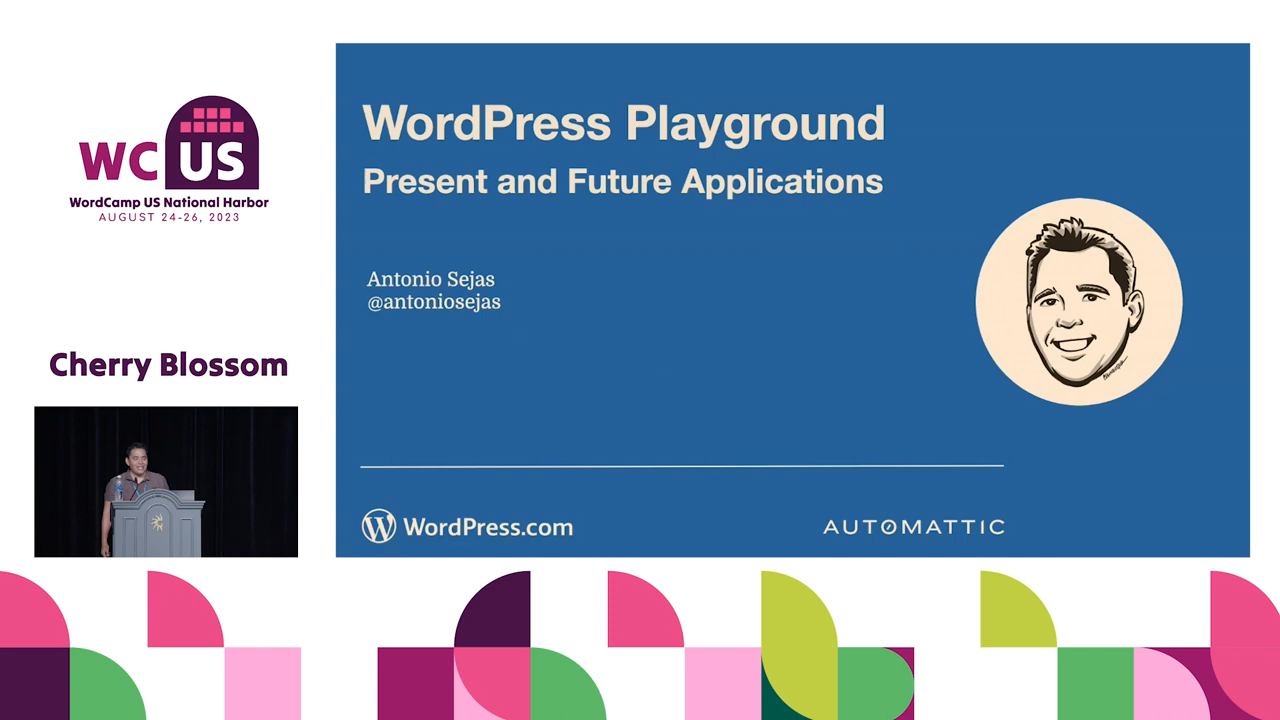 WC US
WordCamp US National Harbor
AUGUST 24-26, 2023
Cherry Blossom
WordPress Playground
Present and Future Applications
Antonio Sejas
@antoniosejas
WordPress.com
AUTOMATTIC